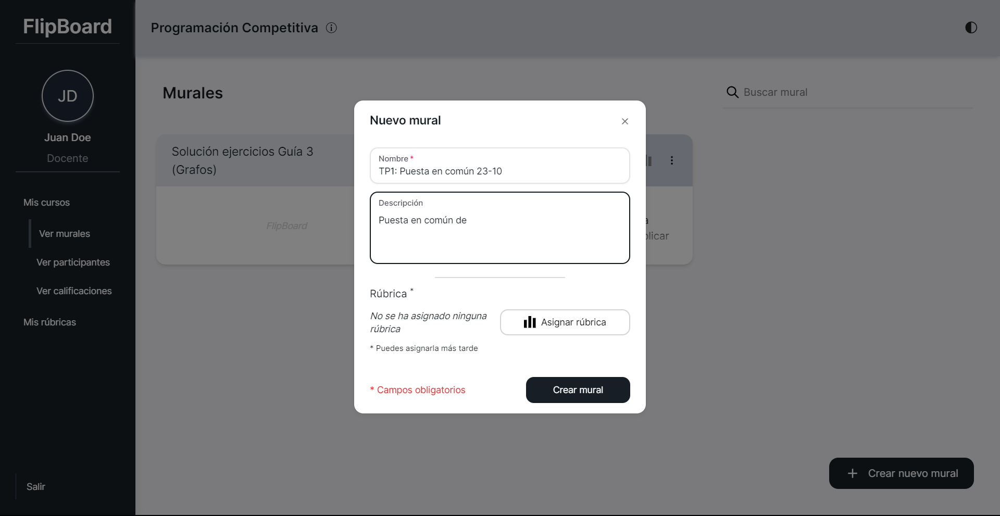 FlipBoard
JD
Juan Doe
Docente
Mis cursos
Ver murales
Ver participantes
Ver calificaciones
Mis rúbricas
Salir
Programación Competitiva
Murales
Buscar mural
Solución ejercicios Guía 3
(Grafos)
FlipBoard
Nuevo mural
Nombre *
TP1: Puesta en común 23-10
Descripción
Puesta en común de
Rúbrica *
No se ha asignado ninguna
rúbrica
Asignar rúbrica
* Puedes asignarla más tarde
* Campos obligatorios
Crear mural
Crear nuevo mural